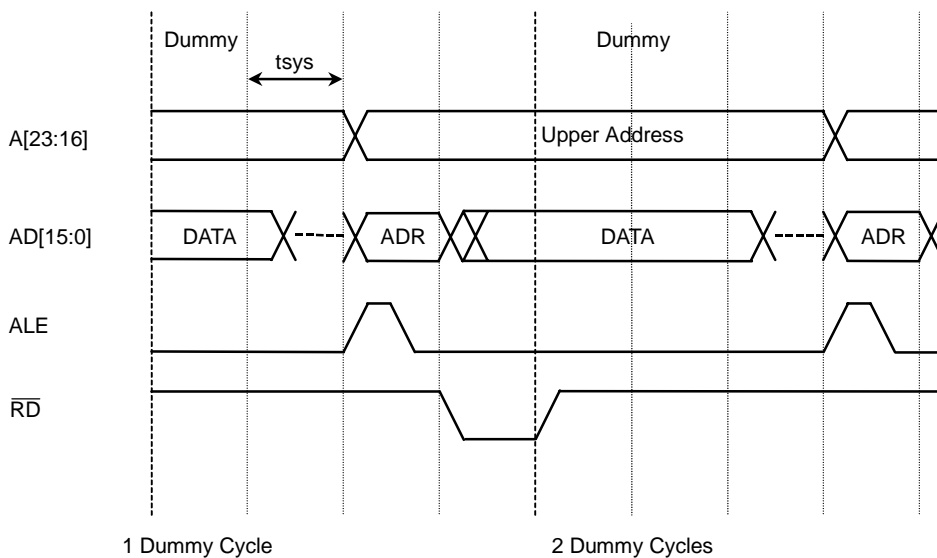 Dummy Dummy
tsys
A[23:16] Upper Address
AD[15:0] DATA ADR DATA ADR
ALE
RD
1 Dummy Cycle 2 Dummy Cycles